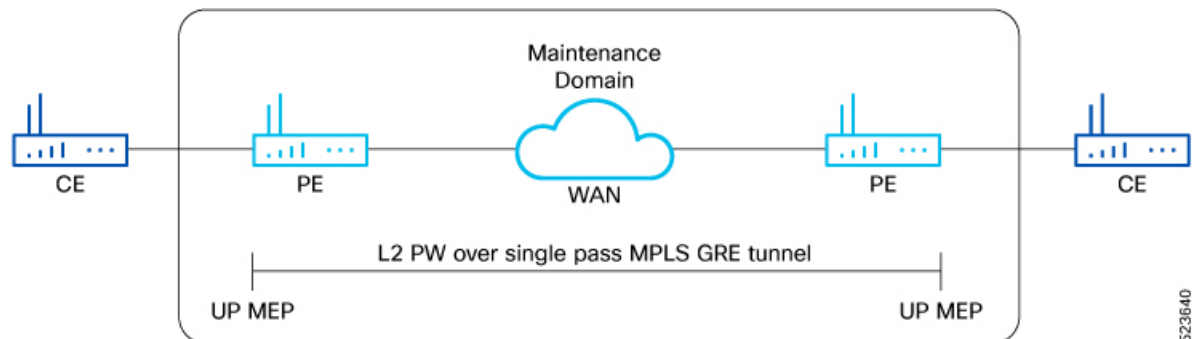 Maintenance
Domain
CE
PE
WAN
PE
CE
L2 PW over single pass MPLS GRE tunnel
UP MEP
UP MEP
523640